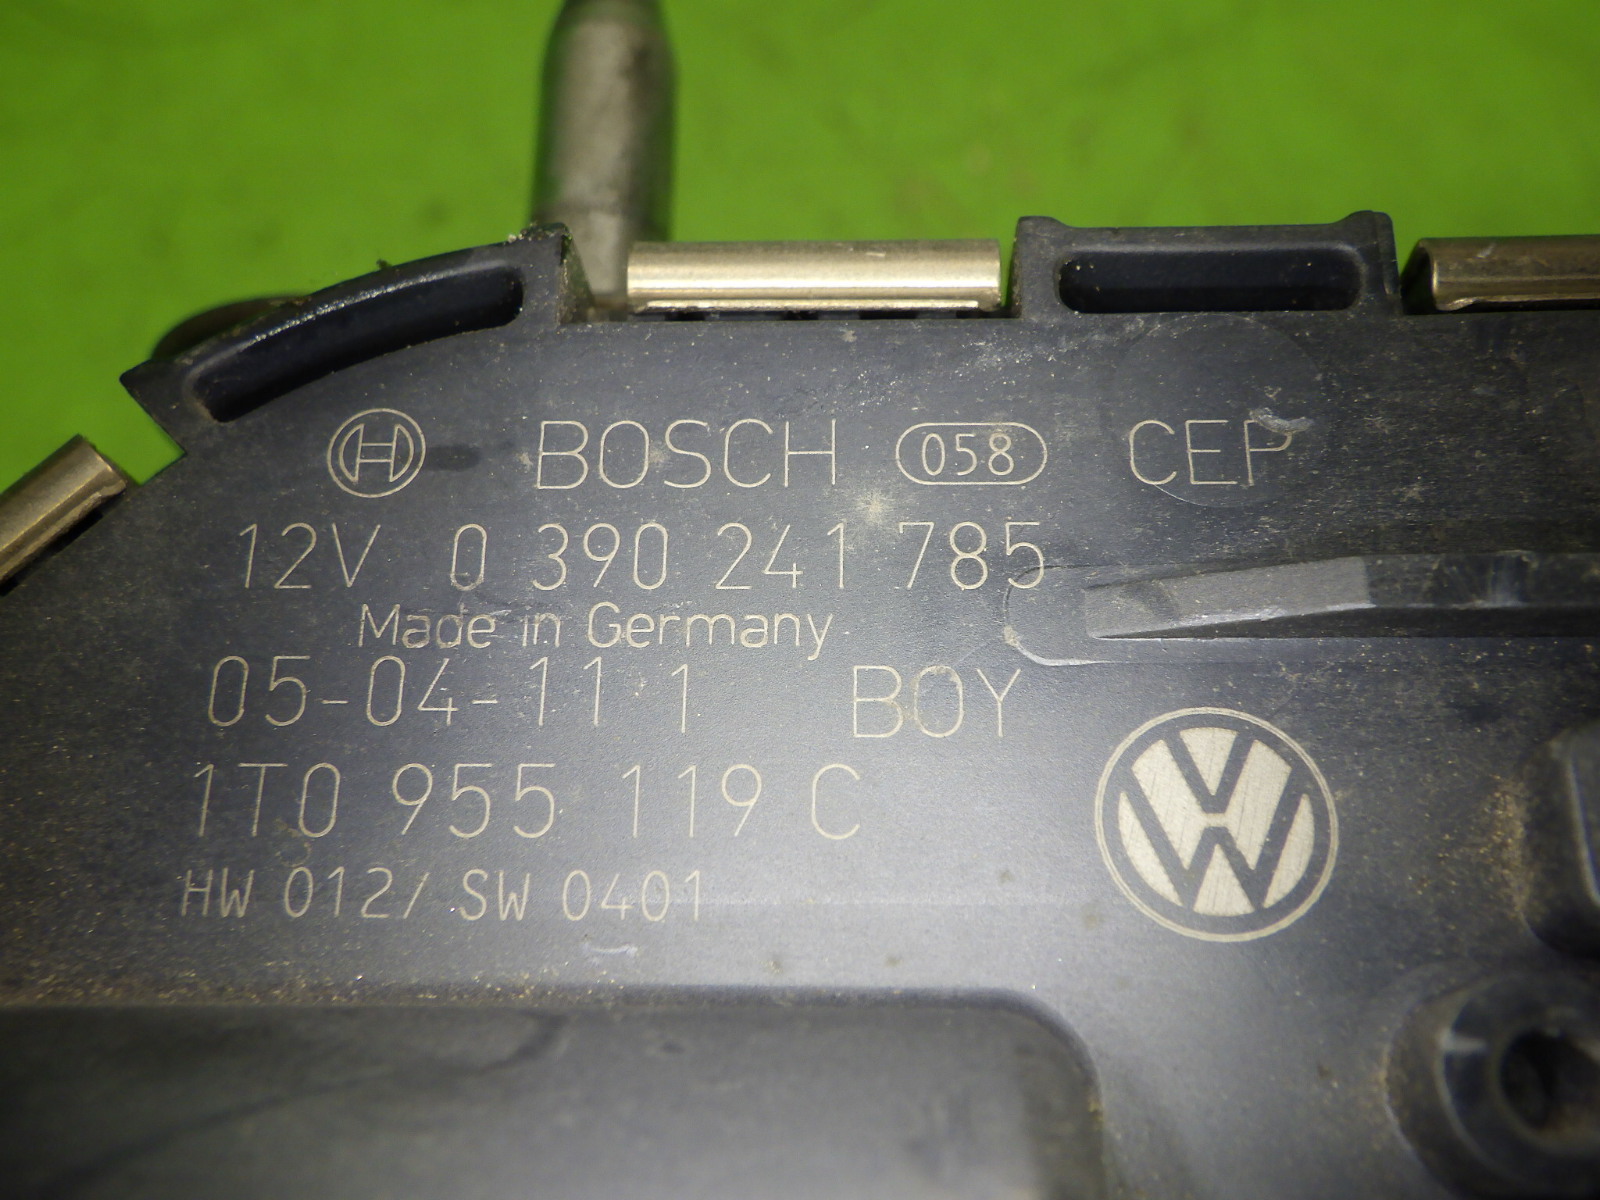 BOSCH 058 CEP
12V 0 390 241 785
Made in Germany
05-04-11 1 BOY
1T0 955 119 C
HW 012/ SW 0401